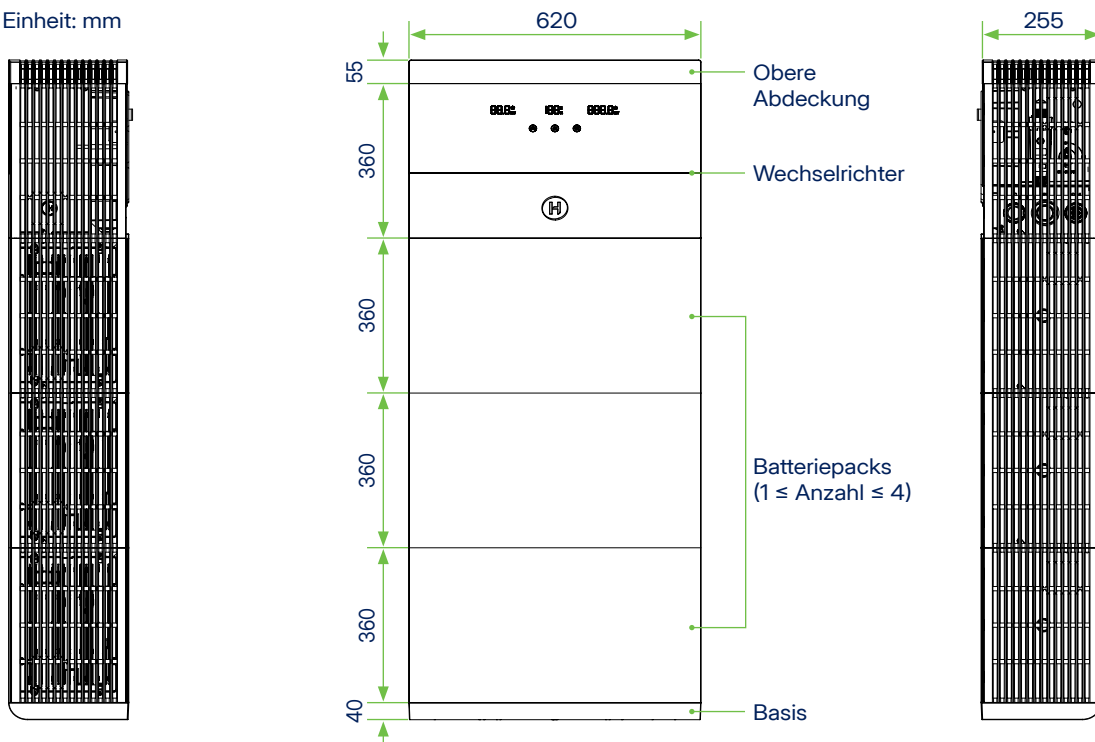 Einheit: mm
620
255
55
Obere
Abdeckung
360
Wechselrichter
H
360
360
Batteriepacks
(1 ≤ Anzahl ≤ 4)
360
40
Basis